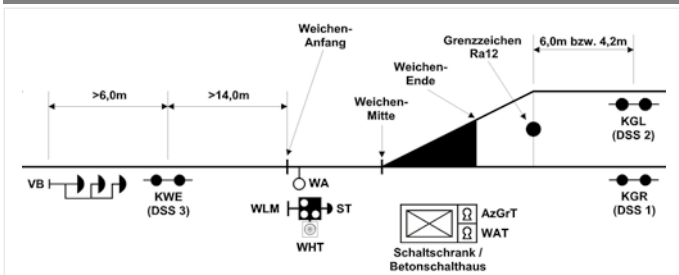 Weichen-
Anfang
Grenzzeichen
Ra12
6,0m bzw. 4,2m
Weichen-
Ende
>6,0m
>14,0m
Weichen-
Mitte
KGL
(DSS 2)
VB
KWE
(DSS 3)
WA
WLM
ST
WHT
AzGrT
WAT
Schaltschrank /
Betonschalthaus
KGR
(DSS 1)